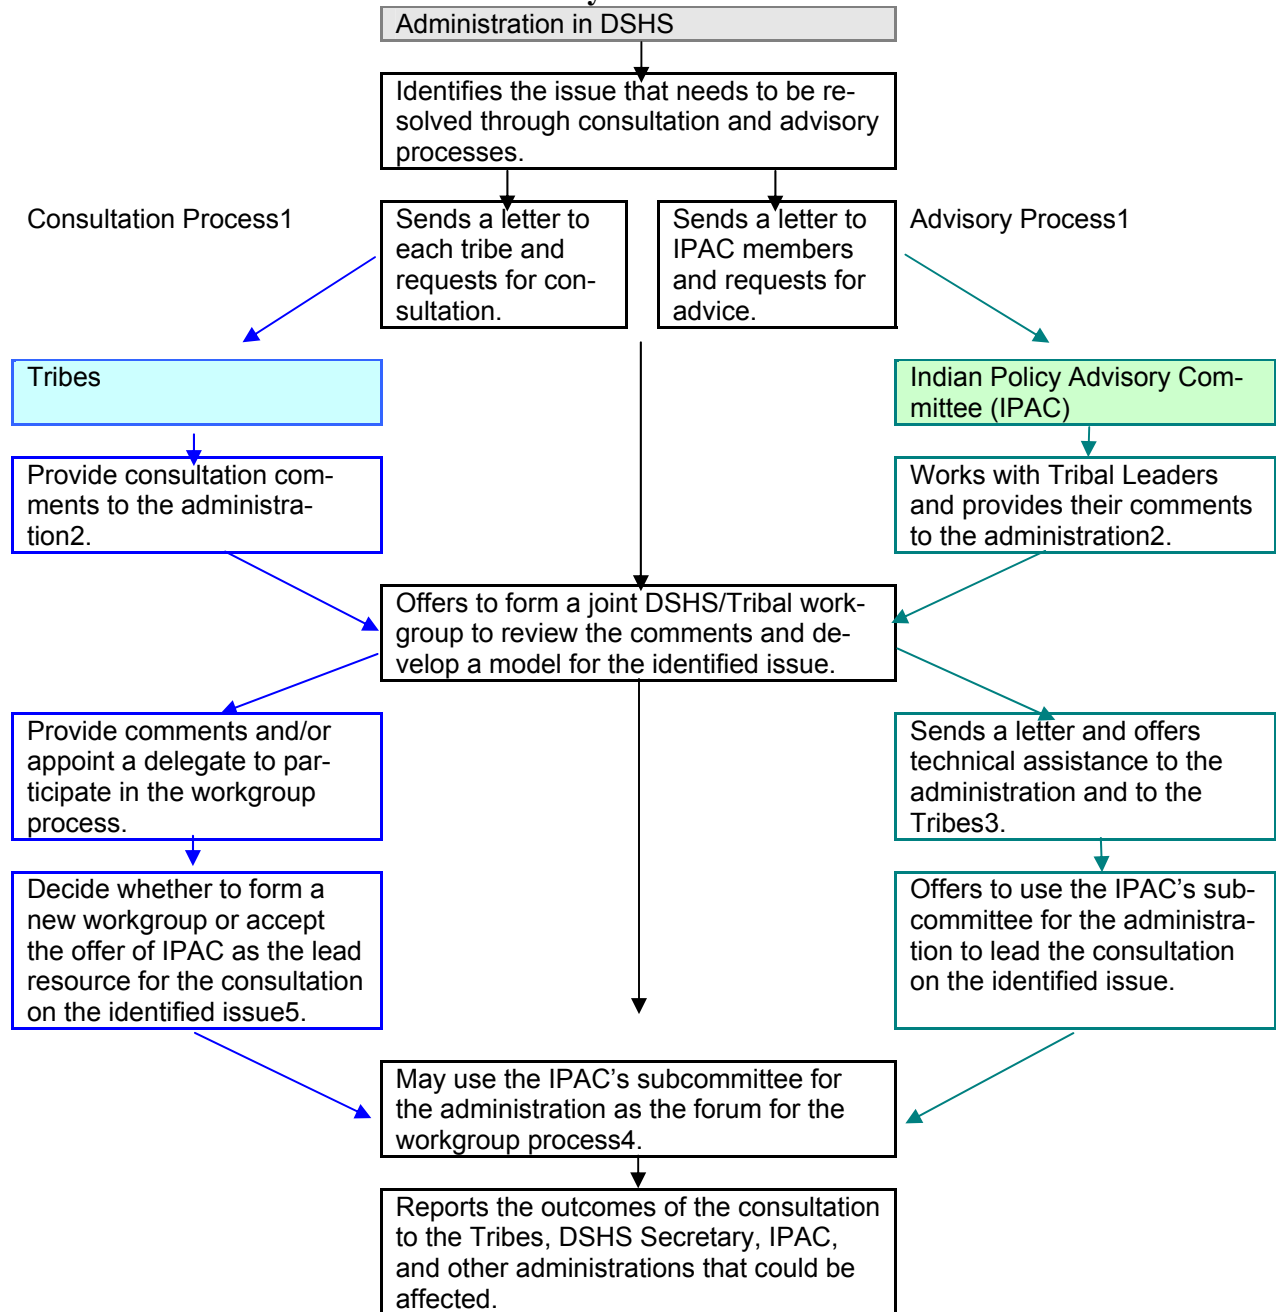 Administration in DSHS
Identifies the issue that needs to be re-
solved through consultation and advisory
processes.
Consultation Process1
Sends a letter to
each tribe and
requests for con-
sultation.
Sends a letter to
IPAC members
and requests for
advice.
Advisory Process1
Tribes
Indian Policy Advisory Com-
mittee (IPAC)
Provide consultation com-
ments to the administra-
tion2.
Works with Tribal Leaders
and provides their comments
to the administration2.
Offers to form a joint DSHS/Tribal work-
group to review the comments and de-
velop a model for the identified issue.
Provide comments and/or
appoint a delegate to par-
ticipate in the workgroup
process.
Sends a letter and offers
technical assistance to the
administration and to the
Tribes3.
Decide whether to form a
new workgroup or accept
the offer of IPAC as the lead
resource for the consultation
on the identified issue5.
Offers to use the IPAC’s sub-
committee for the administra-
tion to lead the consultation
on the identified issue.
May use the IPAC’s subcommittee for
the administration as the forum for the
workgroup process4.
Reports the outcomes of the consultation
to the Tribes, DSHS Secretary, IPAC,
and other administrations that could be
affected.